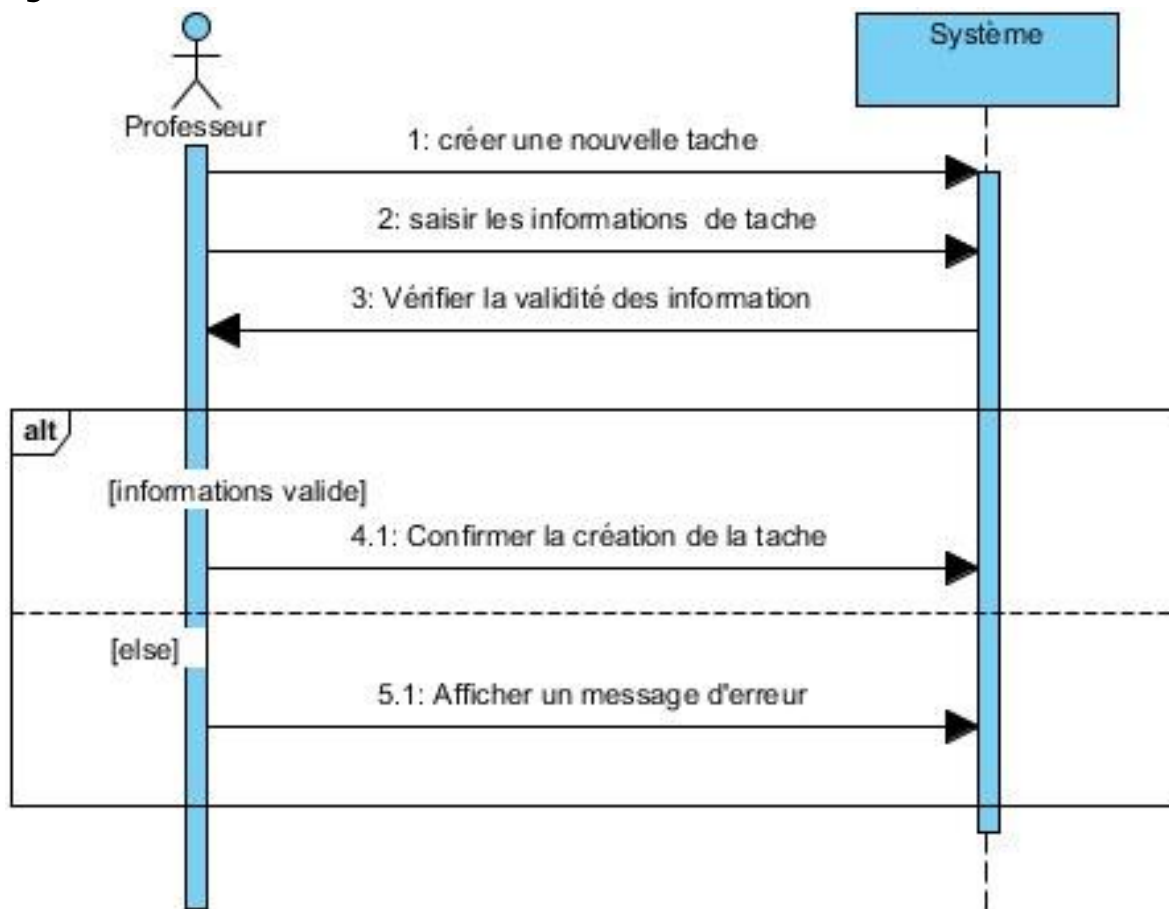 Système
Professeur
1: créer une nouvelle tache
2: saisir les informations de tache
3: Vérifier la validité des information
alt
[informations valide]
4.1: Confirmer la création de la tache
[else]
5.1: Afficher un message d'erreur